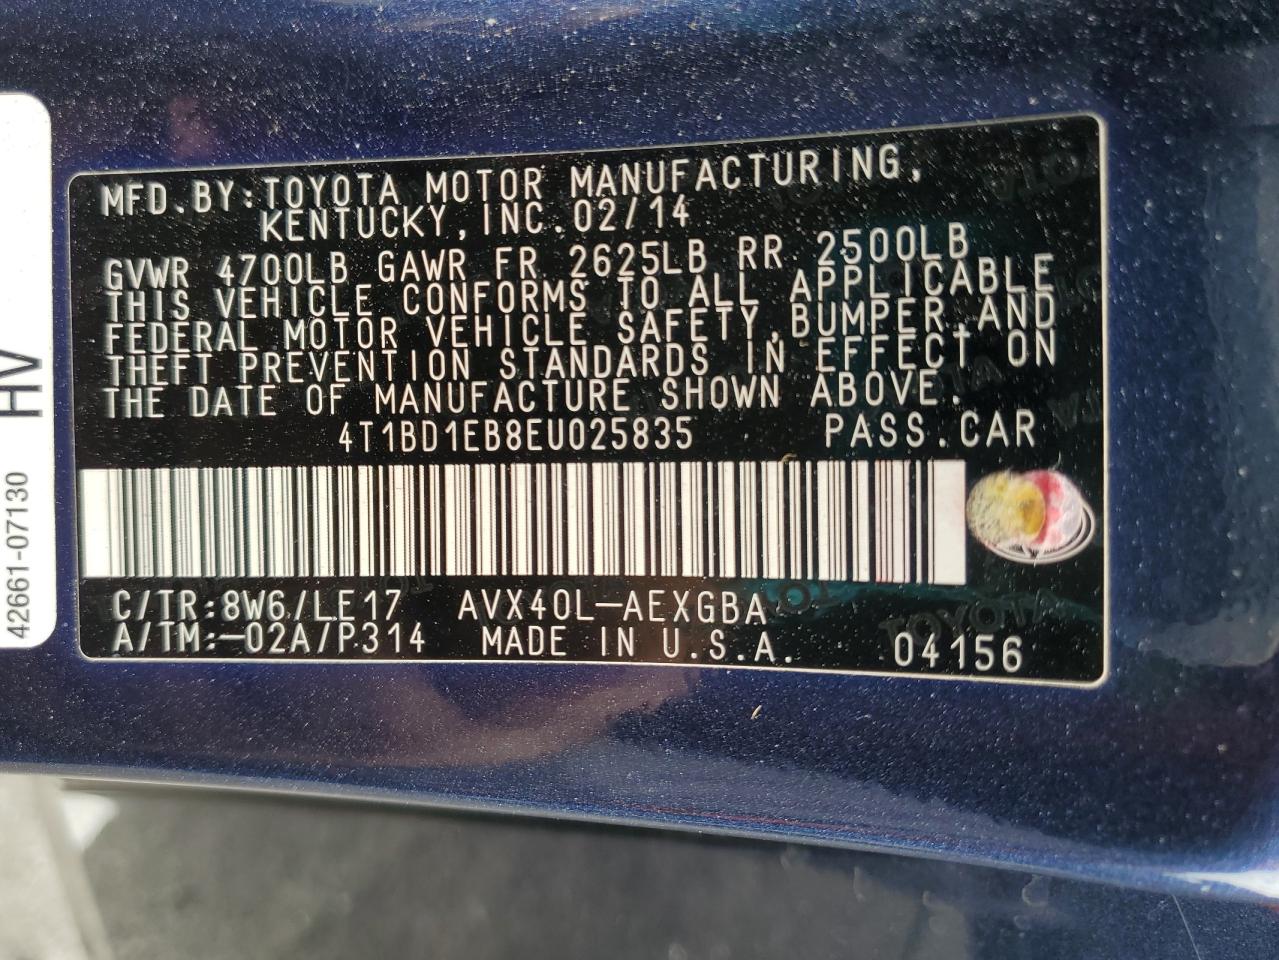 MFD.BY:TOYOTA MOTOR MANUFACTURING,
KENTUCKY,INC.02/14
GVWR 4700LB GAWR FR 2625LB RR 2500LB
THIS VEHICLE CONFORMS TO ALL APPLICABLE
FEDERAL MOTOR VEHICLE SAFETY,BUMPER,AND
THEFT PREVENTION STANDARDS IN EFFECT ON
THE DATE OF MANUFACTURE SHOWN ABOVE.
4T1BD1EB8EU025835 PASS.CAR
C/TR:8W6/LE17 AVX40L-AEXGBA
A/TM:-02A/P314 MADE IN U.S.A. 04156
42661-07130 HV
TOYOTA